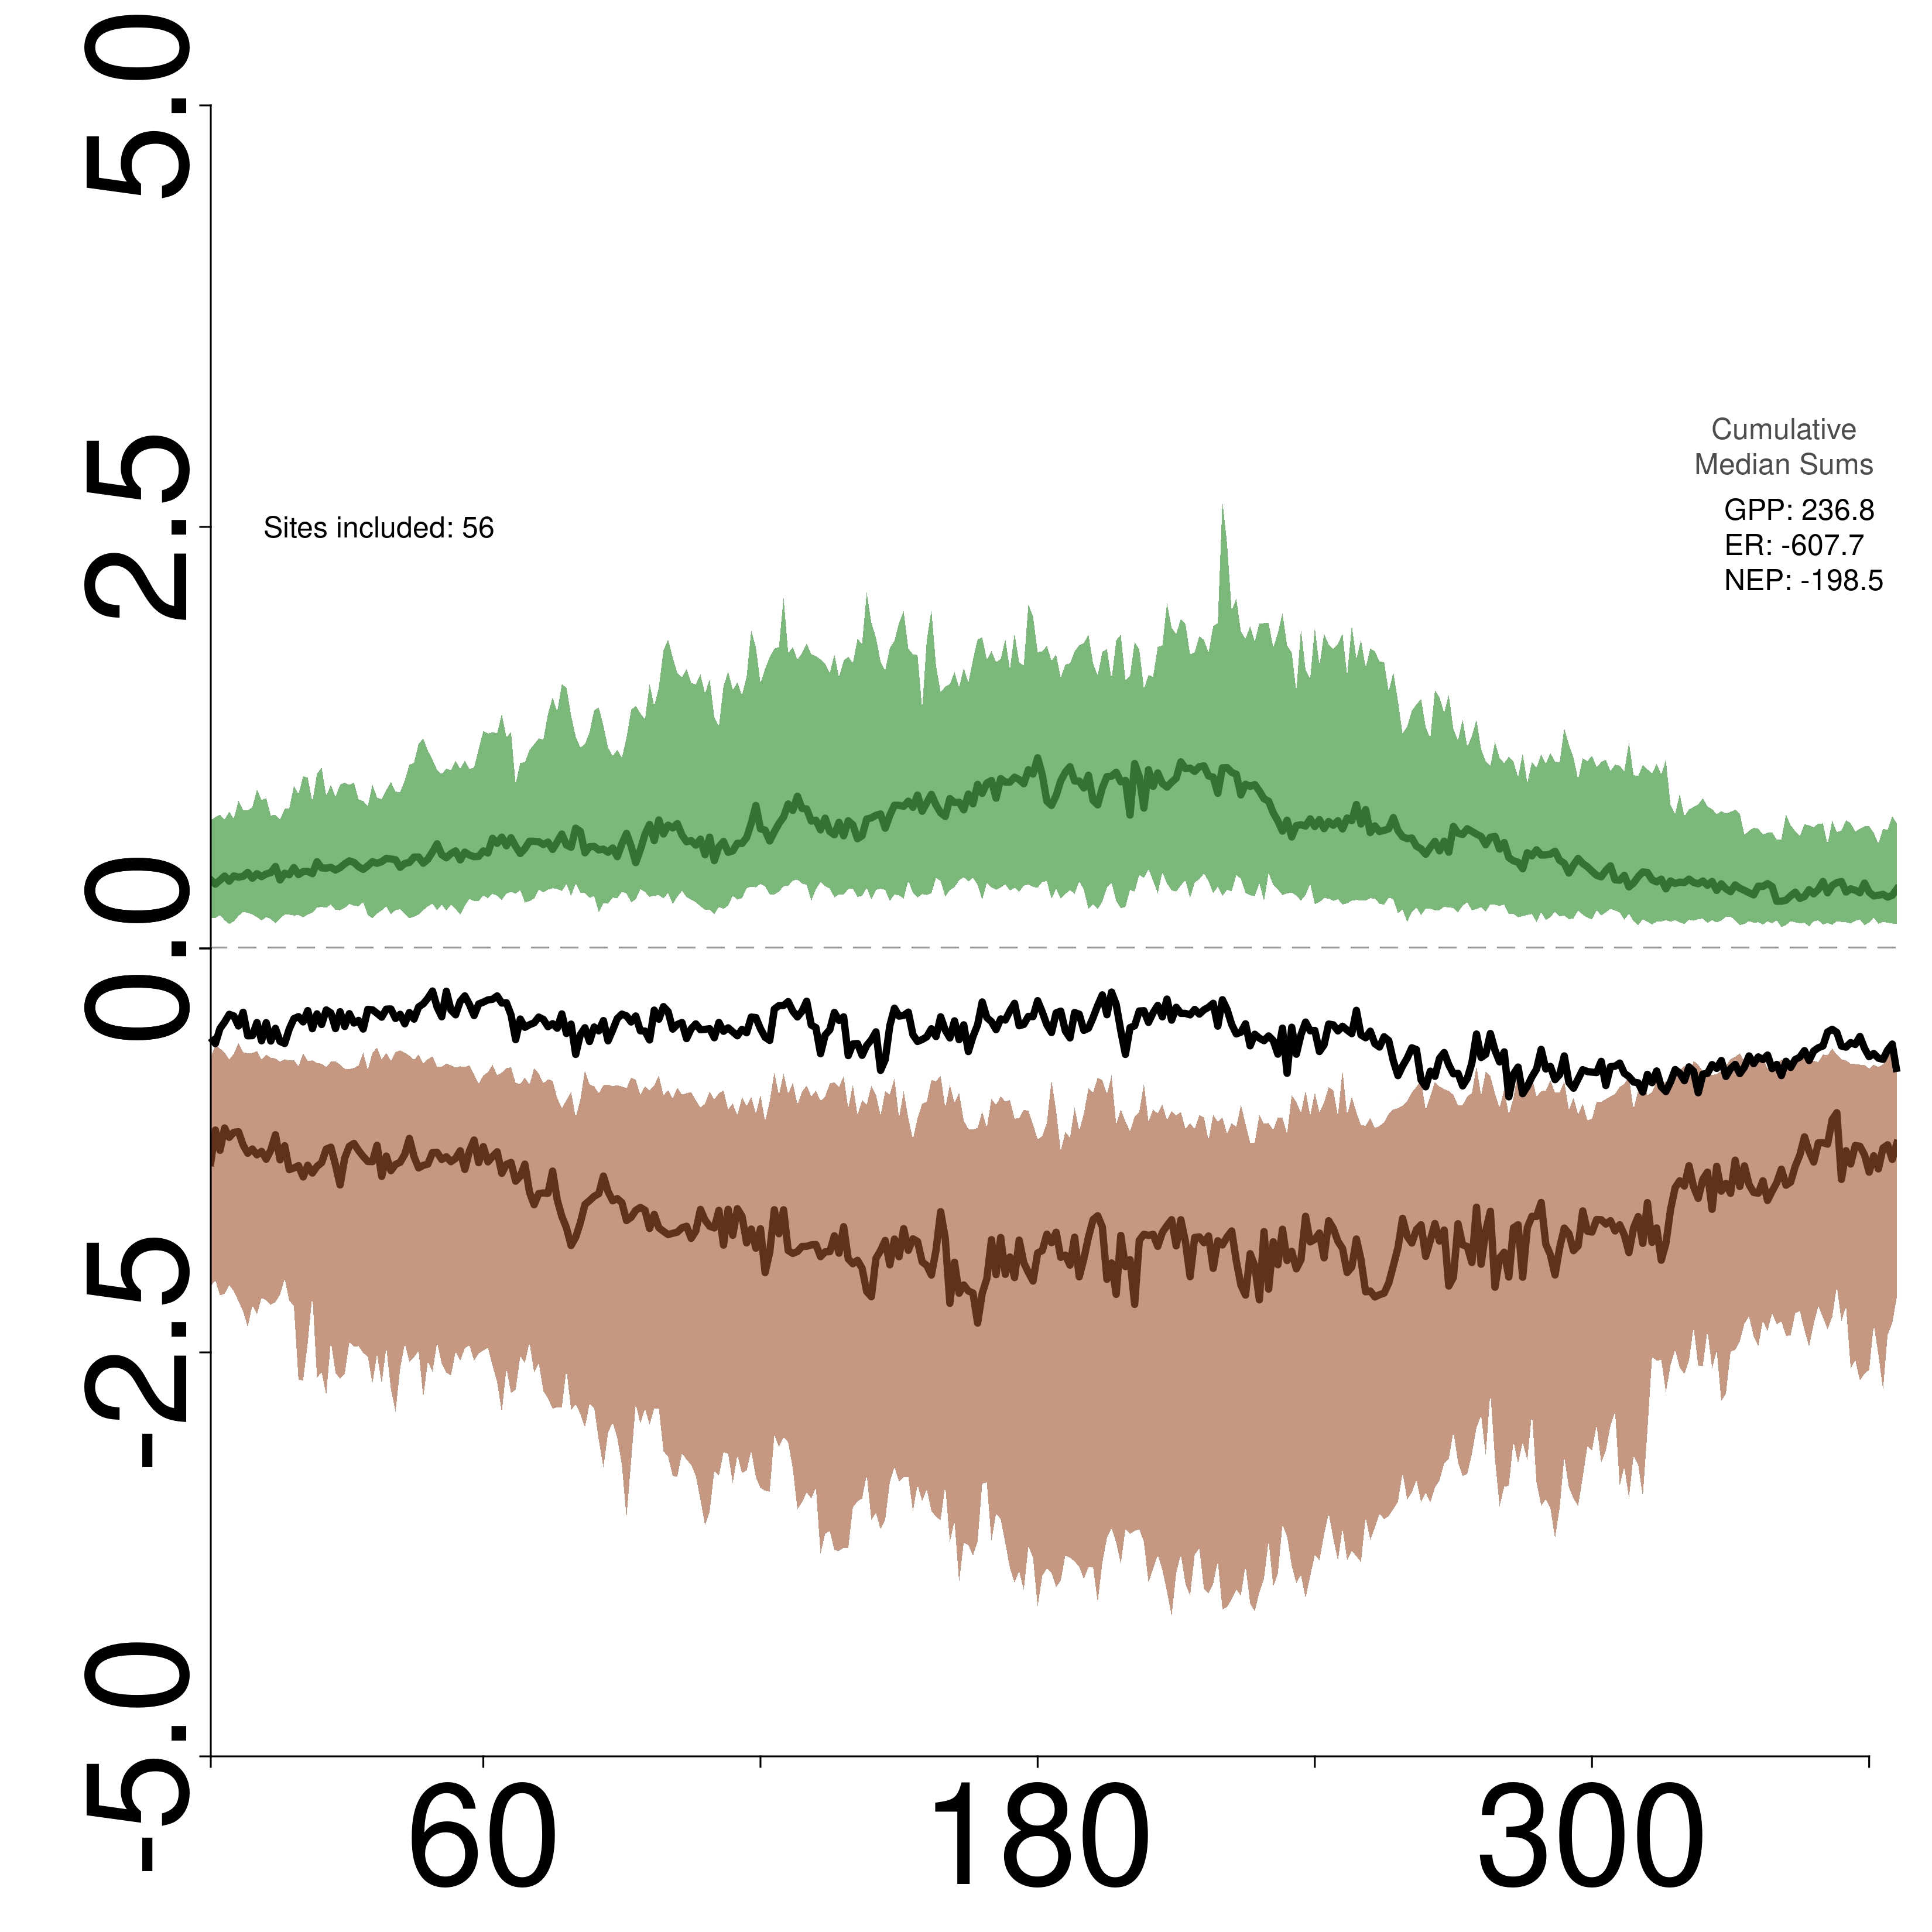 5.0
2.5
0.0
-2.5
-5.0
Sites included: 56
Cumulative
Median Sums
GPP: 236.8
ER: -607.7
NEP: -198.5
60 180 300